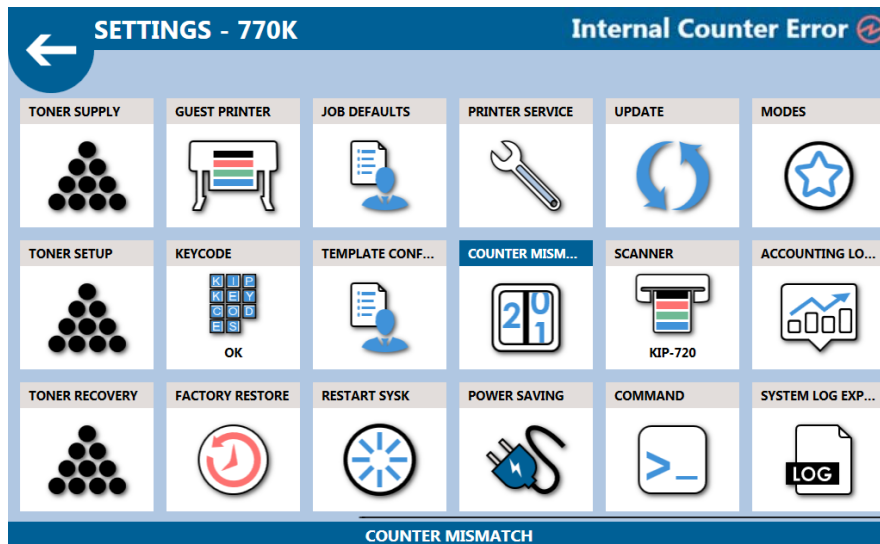 SETTINGS - 770K
Internal Counter Error
TONER SUPPLY
GUEST PRINTER
JOB DEFAULTS
PRINTER SERVICE
UPDATE
MODES
TONER SETUP
KEYCODE
TEMPLATE CONF...
COUNTER MISM...
SCANNER
ACCOUNTING LO...
K I P
K E Y
C O D
E S
2 0
1
OK
KIP-720
TONER RECOVERY
FACTORY RESTORE
RESTART SYSK
POWER SAVING
COMMAND
SYSTEM LOG EXP...
>_
LOG
COUNTER MISMATCH